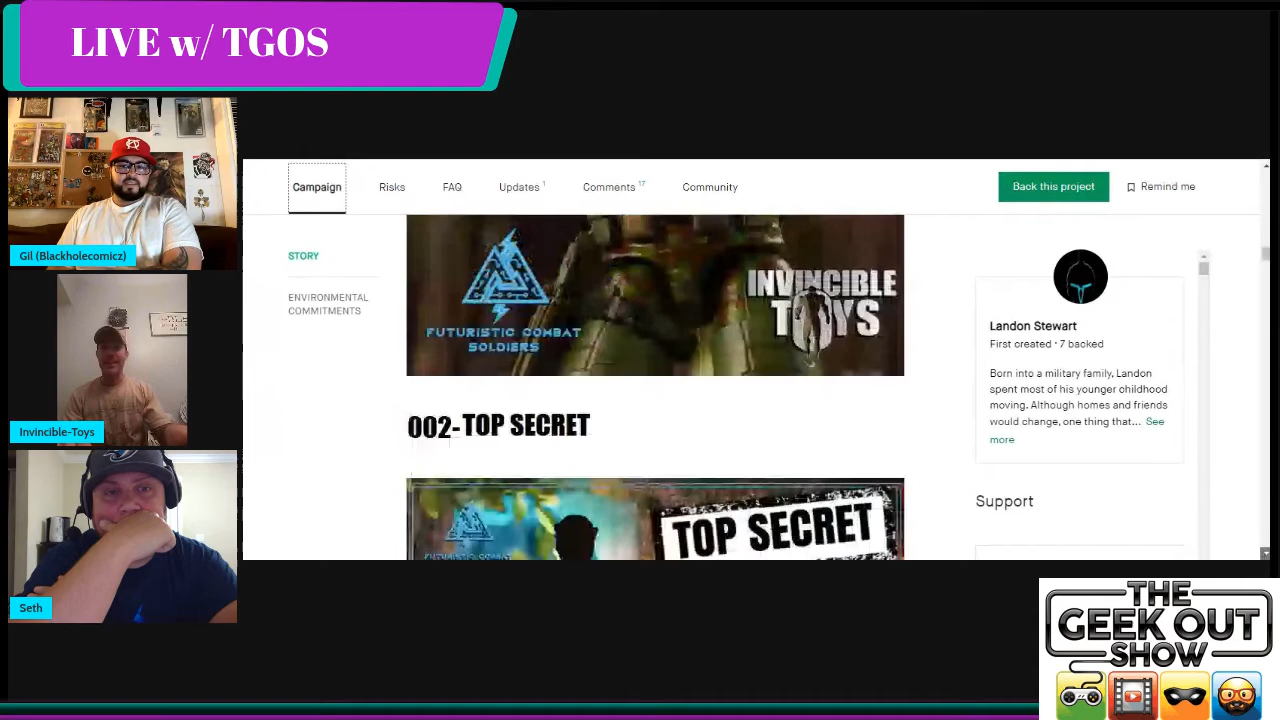 LIVE w/ TGOS
Gil (Blackholecomicz)
Invincible-Toys
Seth
Campaign
Risks
FAQ
Updates 1
Comments 17
Community
Back this project
Remind me
STORY
ENVIRONMENTAL
COMMITMENTS
FUTURISTIC COMBAT
SOLDIERS
INVINCIBLE
TOYS
002-TOP SECRET
TOP SECRET
Landon Stewart
First created · 7 backed
Born into a military family, Landon
spent most of his younger childhood
moving. Although homes and friends
would change, one thing that... See
more
Support
THE
GEEK OUT
SHOW